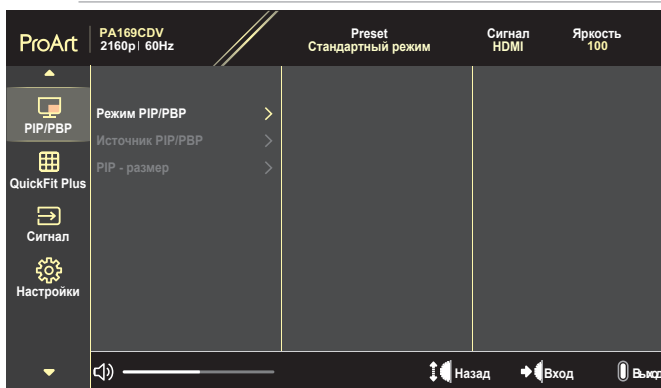 ProArt
PA169CDV
2160p| 60Hz
Preset
Стандартный режим
Сигнал
HDMI
Яркость
100
PIP/PBP
QuickFit Plus
Сигнал
Настройки
Режим PIP/PBP
Источник PIP/PBP
PIP - размер
Назад
Вход
Выход